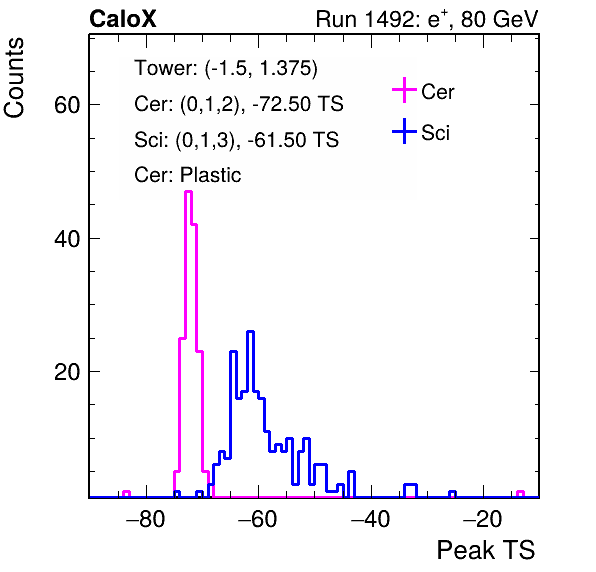 CaloX Run 1492: e⁺, 80 GeV
Counts
Tower: (-1.5, 1.375)
Cer: (0,1,2), -72.50 TS
Sci: (0,1,3), -61.50 TS
Cer: Plastic
Cer
Sci
60
40
20
−80 −60 −40 −20
Peak TS